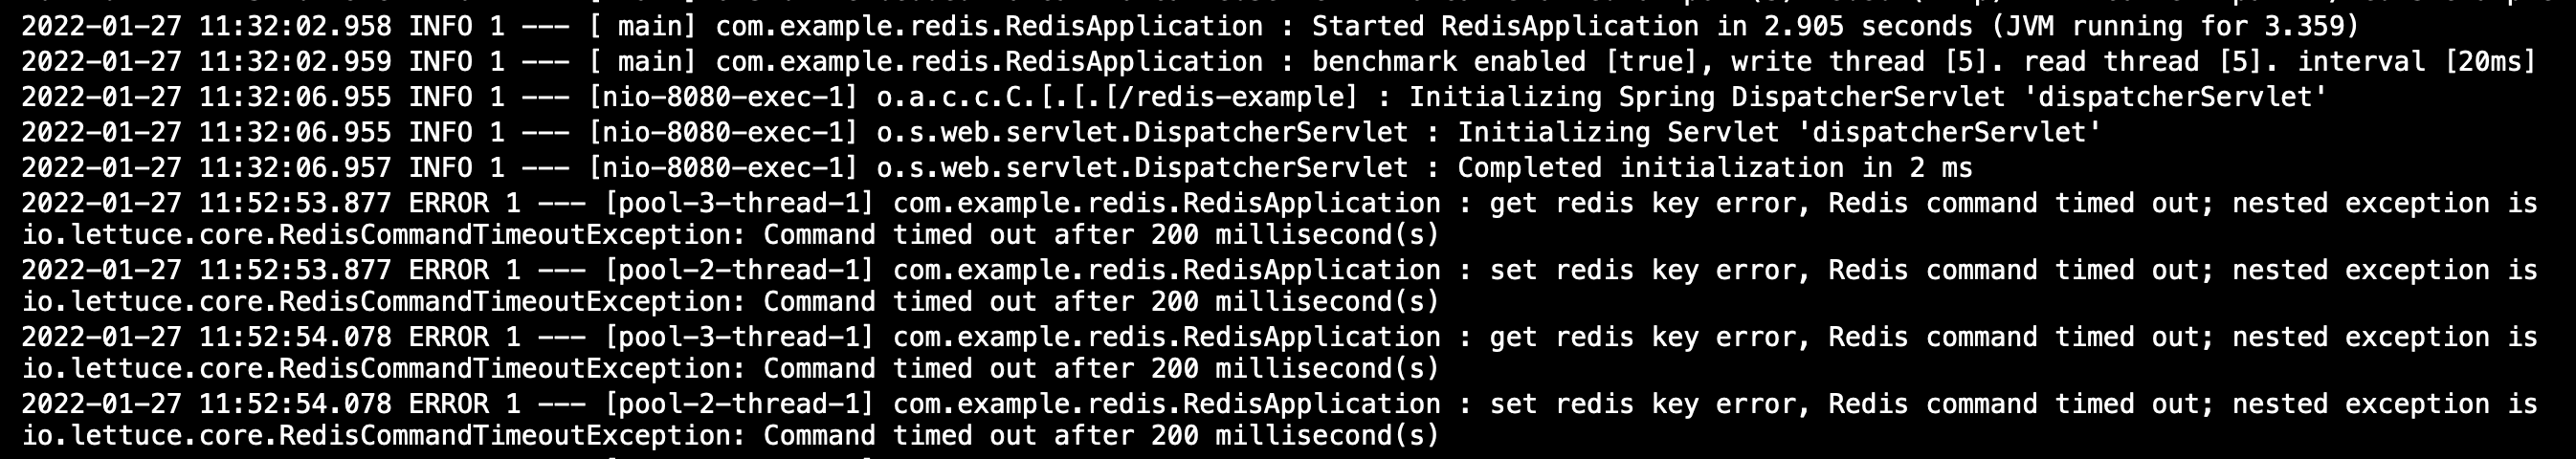 2022-01-27 11:32:02.958 INFO 1 --- [ main] com.example.redis.RedisApplication : Started RedisApplication in 2.905 seconds (JVM running for 3.359)
2022-01-27 11:32:02.959 INFO 1 --- [ main] com.example.redis.RedisApplication : benchmark enabled [true], write thread [5]. read thread [5]. interval [20ms]
2022-01-27 11:32:06.955 INFO 1 --- [nio-8080-exec-1] o.a.c.c.C.[.[.[/redis-example] : Initializing Spring DispatcherServlet 'dispatcherServlet'
2022-01-27 11:32:06.955 INFO 1 --- [nio-8080-exec-1] o.s.web.servlet.DispatcherServlet : Initializing Servlet 'dispatcherServlet'
2022-01-27 11:32:06.957 INFO 1 --- [nio-8080-exec-1] o.s.web.servlet.DispatcherServlet : Completed initialization in 2 ms
2022-01-27 11:52:53.877 ERROR 1 --- [pool-3-thread-1] com.example.redis.RedisApplication : get redis key error, Redis command timed out; nested exception is
io.lettuce.core.RedisCommandTimeoutException: Command timed out after 200 millisecond(s)
2022-01-27 11:52:53.877 ERROR 1 --- [pool-2-thread-1] com.example.redis.RedisApplication : set redis key error, Redis command timed out; nested exception is
io.lettuce.core.RedisCommandTimeoutException: Command timed out after 200 millisecond(s)
2022-01-27 11:52:54.078 ERROR 1 --- [pool-3-thread-1] com.example.redis.RedisApplication : get redis key error, Redis command timed out; nested exception is
io.lettuce.core.RedisCommandTimeoutException: Command timed out after 200 millisecond(s)
2022-01-27 11:52:54.078 ERROR 1 --- [pool-2-thread-1] com.example.redis.RedisApplication : set redis key error, Redis command timed out; nested exception is
io.lettuce.core.RedisCommandTimeoutException: Command timed out after 200 millisecond(s)